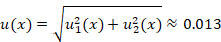 u(x) = √(u₁²(x) + u₂²(x)) ≈ 0.013